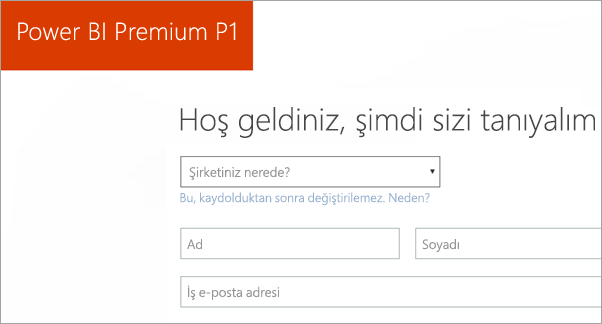 Power BI Premium P1
Hoş geldiniz, şimdi sizi tanıyalım
Şirketiniz nerede?
Bu, kaydolduktan sonra değiştirilemez. Neden?
Ad
Soyadı
İş e-posta adresi